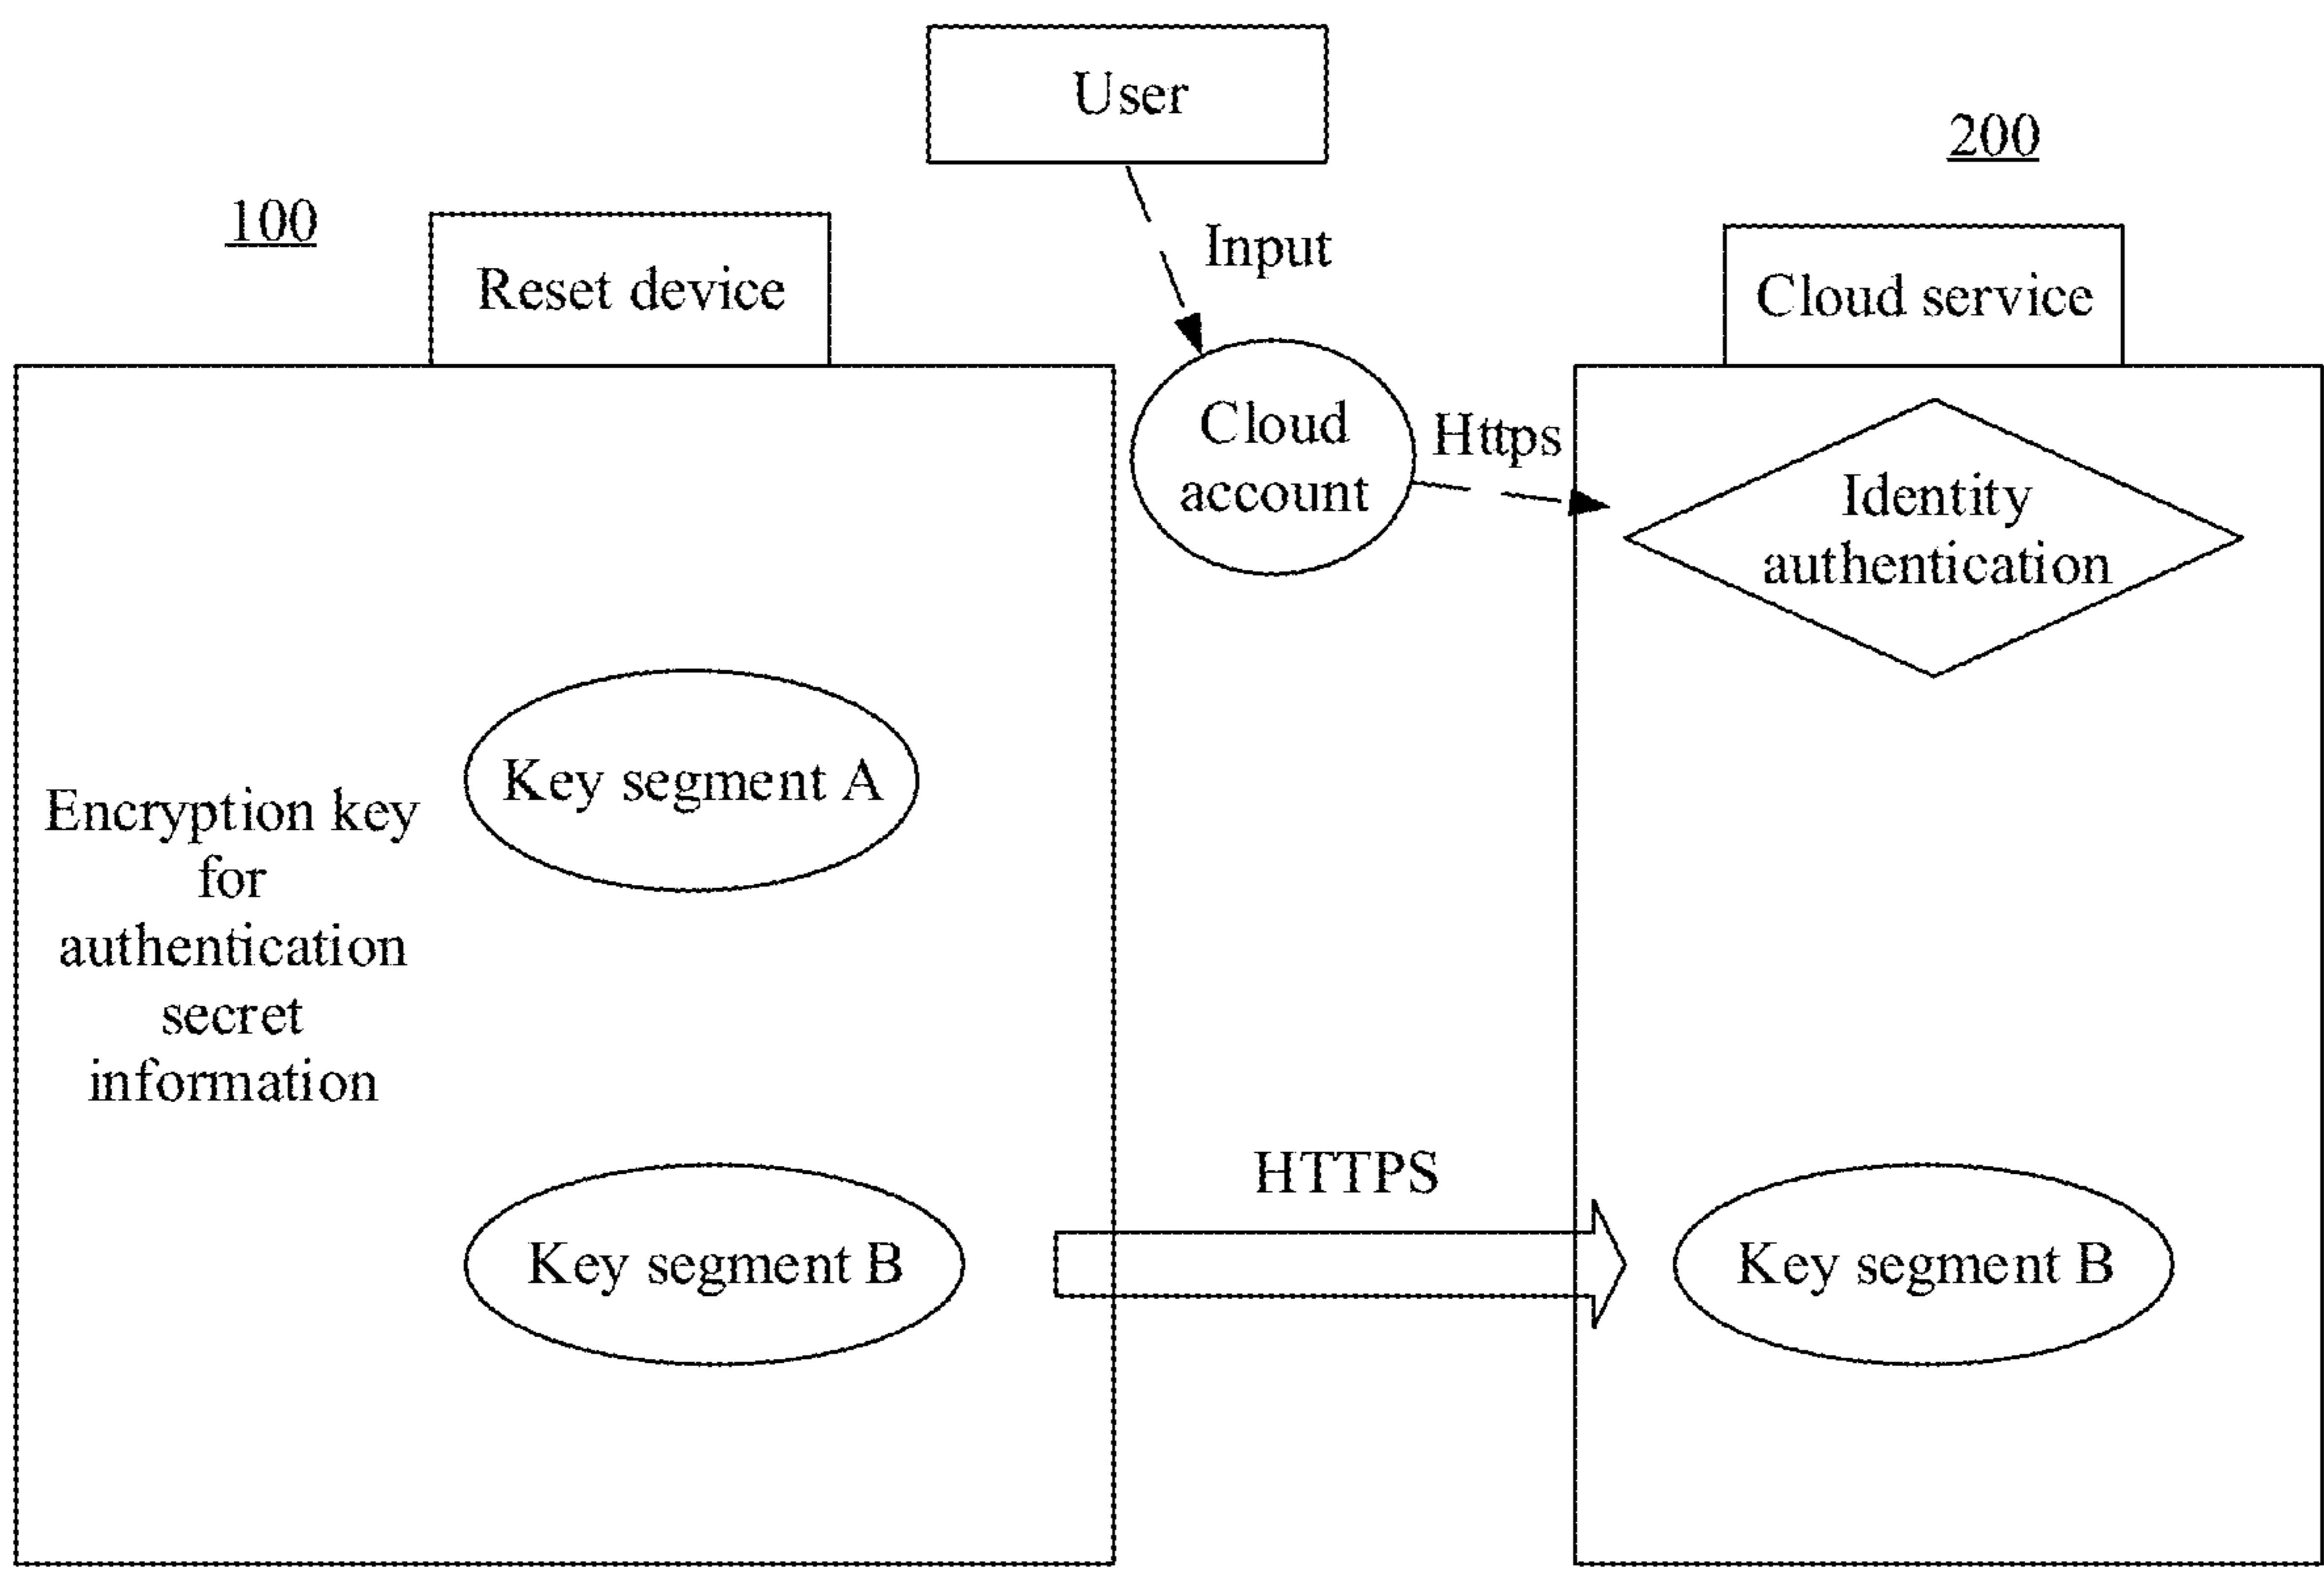 User
200
100
Input
Reset device
Cloud service
Cloud
account
Https
Identity
authentication
Key segment A
Encryption key
for
authentication
secret
information
HTTPS
Key segment B
Key segment B